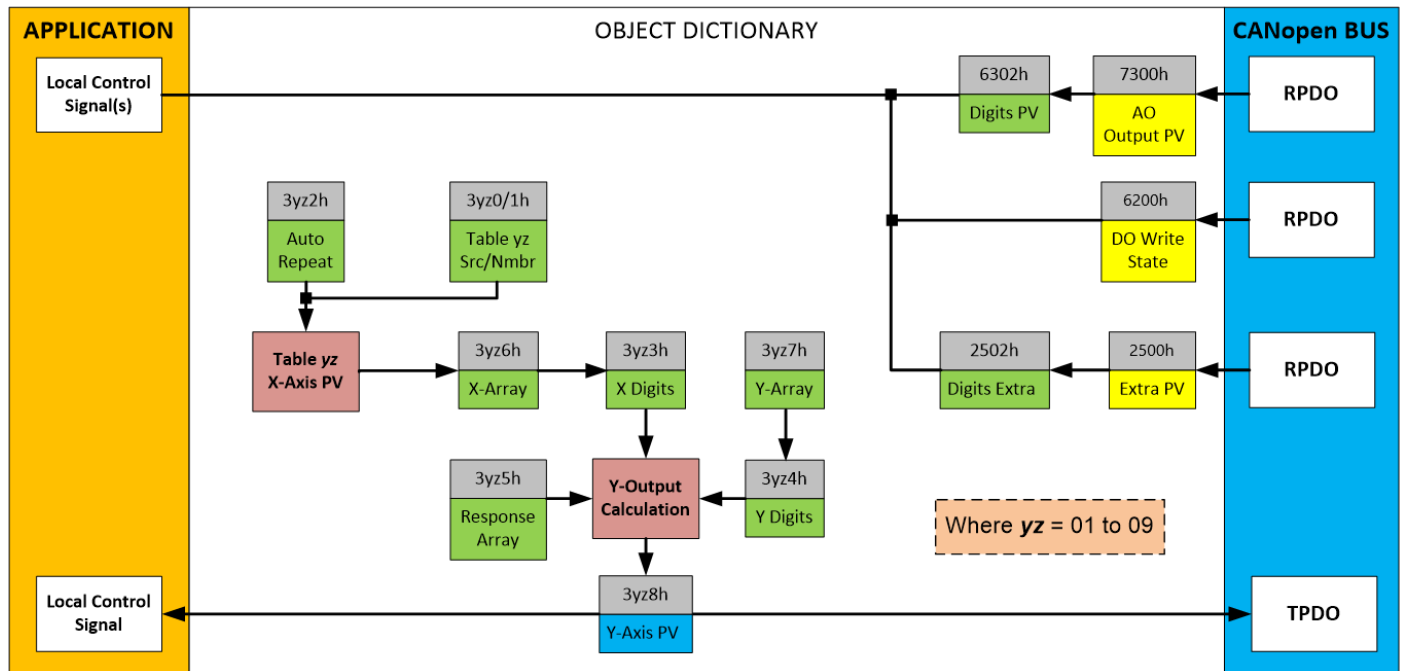 APPLICATION
OBJECT DICTIONARY
CANopen BUS
Local Control
Signal(s)
6302h
Digits PV
7300h
AO
Output PV
RPDO
3yz2h
Auto
Repeat
3yz0/1h
Table yz
Src/Nmbr
6200h
DO Write
State
RPDO
Table yz
X-Axis PV
3yz6h
X-Array
3yz3h
X Digits
3yz7h
Y-Array
2502h
Digits Extra
2500h
Extra PV
RPDO
3yz5h
Response
Array
Y-Output
Calculation
3yz4h
Y Digits
Where yz = 01 to 09
Local Control
Signal
3yz8h
Y-Axis PV
TPDO